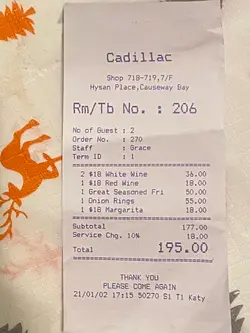 Cadillac
Shop 718-719,7/F
Hysan Place,Causeway Bay
Rm/Tb No. : 206
No of Guest : 2
Order No. : 270
Staff : Grace
Term ID : 1
2 $18 White Wine 36.00
1 $18 Red Wine 18.00
1 Great Seasoned Fri 50.00
1 Onion Rings 55.00
1 $18 Margarita 18.00
Subtotal 177.00
Service Chg. 10% 18.00
Total 195.00
THANK YOU
PLEASE COME AGAIN
21/01/02 17:15 50270 S1 T1 Katy